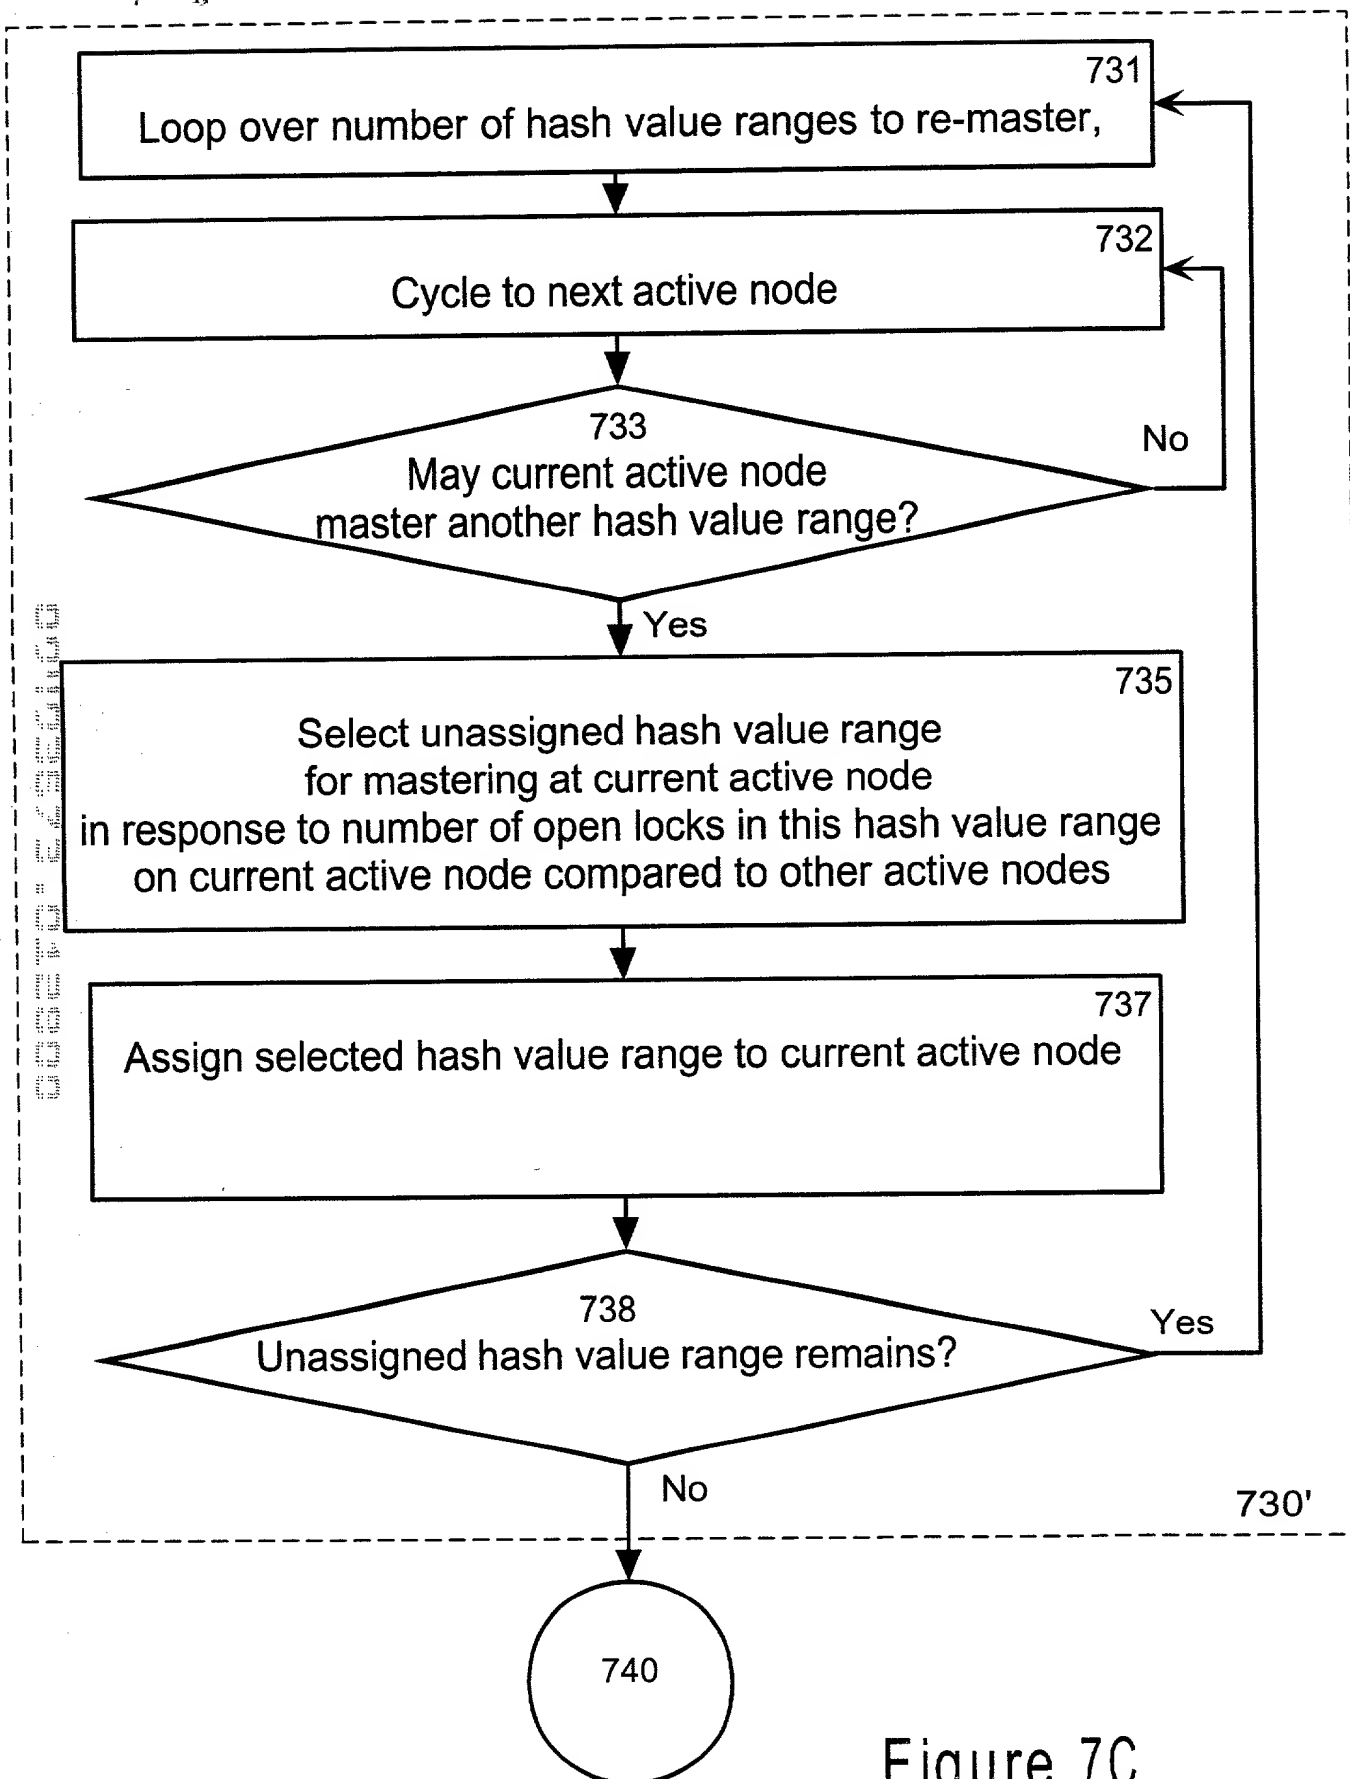 731
Loop over number of hash value ranges to re-master,
732
Cycle to next active node
733
May current active node
master another hash value range?
No
Yes
735
Select unassigned hash value range
for mastering at current active node
in response to number of open locks in this hash value range
on current active node compared to other active nodes
737
Assign selected hash value range to current active node
738
Unassigned hash value range remains?
Yes
No
730'
740
Figure 7C